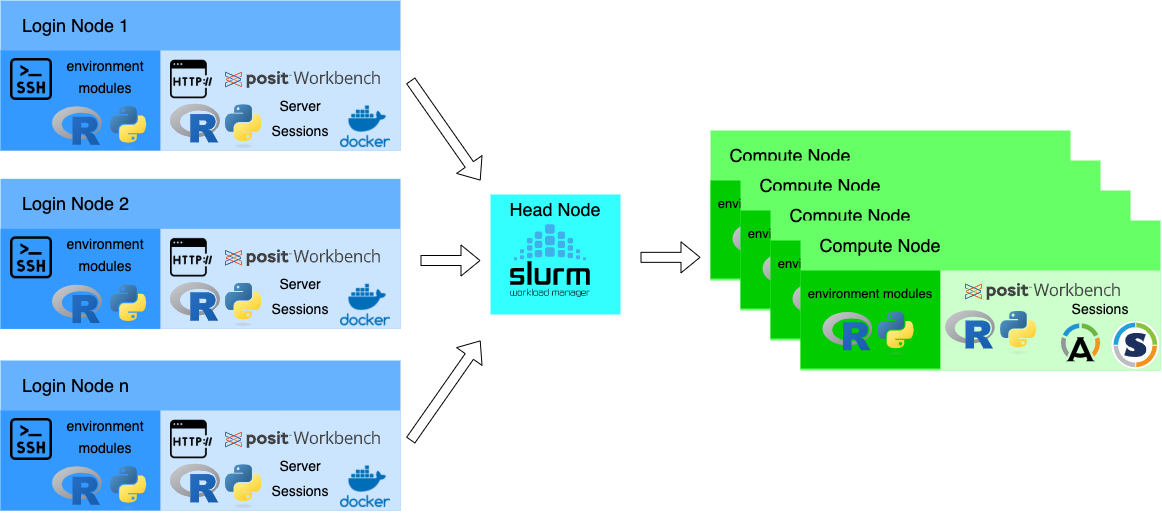 Login Node 1
>_
SSH
environment
modules
R
HTTP://
posit Workbench
R
Server
Sessions
docker
Login Node 2
>_
SSH
environment
modules
R
HTTP://
posit Workbench
R
Server
Sessions
docker
Login Node n
>_
SSH
environment
modules
R
HTTP://
posit Workbench
R
Server
Sessions
docker
Head Node
slurm
workload manager
Compute Node
envi
Compute Node
envi
Compute Node
envi
Compute Node
environment modules
R
posit Workbench
Sessions
R
A
S